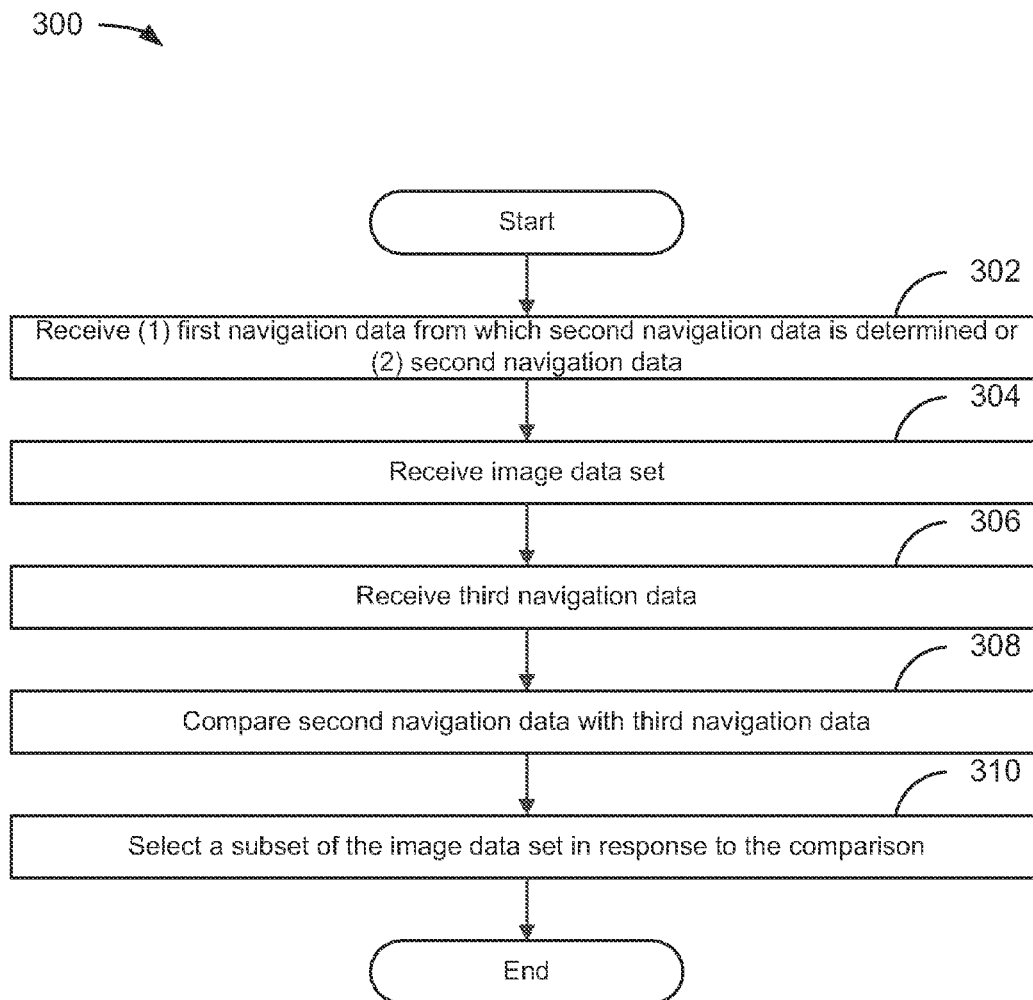 300
Start
302
Receive (1) first navigation data from which second navigation data is determined or
(2) second navigation data
304
Receive image data set
306
Receive third navigation data
308
Compare second navigation data with third navigation data
310
Select a subset of the image data set in response to the comparison
End